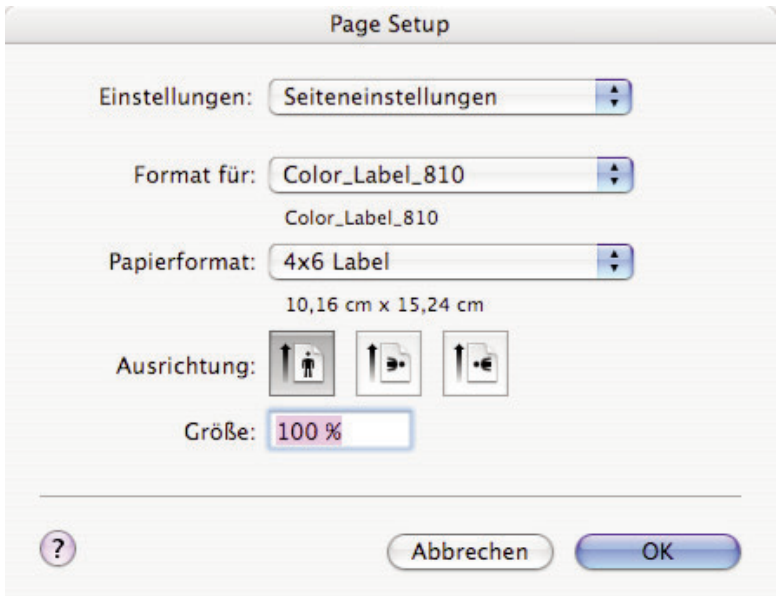 Page Setup
Einstellungen: Seiteneinstellungen
Format für: Color_Label_810
Color_Label_810
Papierformat: 4x6 Label
10,16 cm x 15,24 cm
Ausrichtung:
Größe: 100 %
? Abbrechen OK